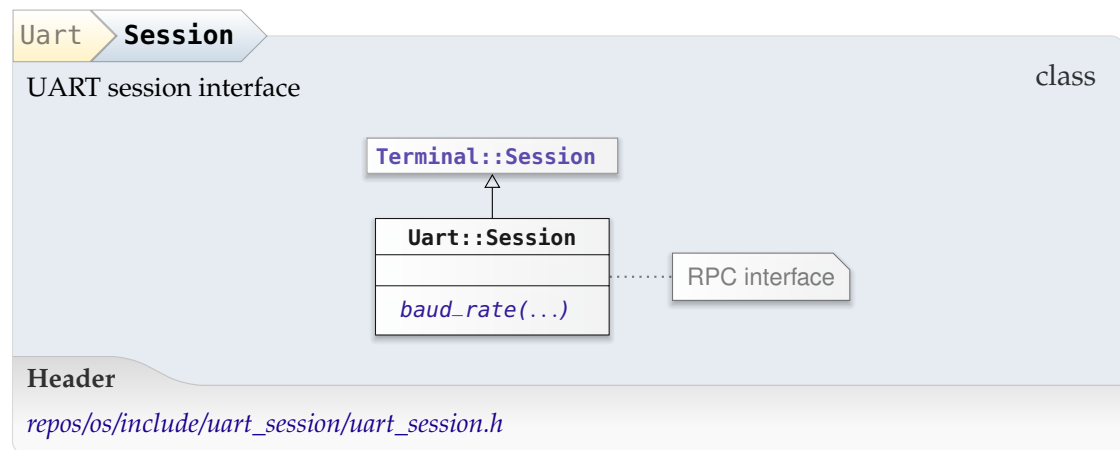 Uart Session
class
UART session interface
Terminal::Session
Uart::Session
RPC interface
baud_rate(...)
Header
repos/os/include/uart_session/uart_session.h